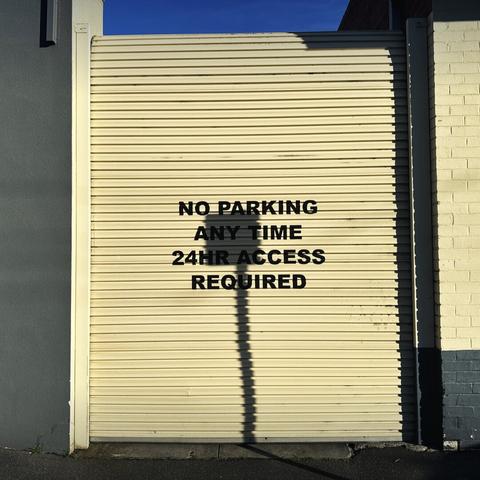 NO PARKING
ANY TIME
24HR ACCESS
REQUIRED